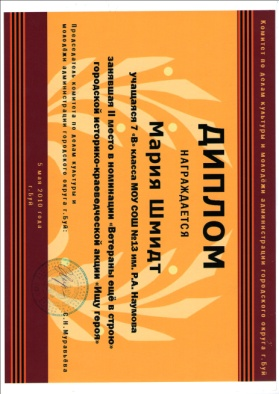 Комитет по делам культуры и молодёжи администрации городского округа г.Буй
ДИПЛОМ
НАГРАЖДАЕТСЯ
Мария Шмидт
учащаяся 7 «В» класса МОУ СОШ №13 им. Р.А. Наумова
занявшая II место в номинации «Ветераны ещё в строю»
городской историко-краеведческой акции «Ищу героя»
Председатель комитета по делам культуры и
молодёжи администрации городского округа г.Буй:
С.Н.Муравьёва
5 мая 2010 года
г.Буй